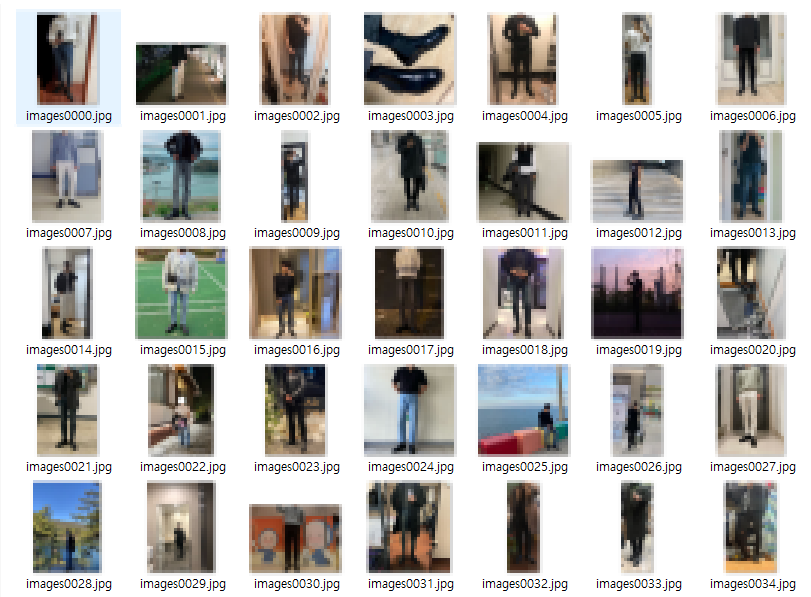 images0000.jpg images0001.jpg images0002.jpg images0003.jpg images0004.jpg images0005.jpg images0006.jpg
images0007.jpg images0008.jpg images0009.jpg images0010.jpg images0011.jpg images0012.jpg images0013.jpg
images0014.jpg images0015.jpg images0016.jpg images0017.jpg images0018.jpg images0019.jpg images0020.jpg
images0021.jpg images0022.jpg images0023.jpg images0024.jpg images0025.jpg images0026.jpg images0027.jpg
images0028.jpg images0029.jpg images0030.jpg images0031.jpg images0032.jpg images0033.jpg images0034.jpg